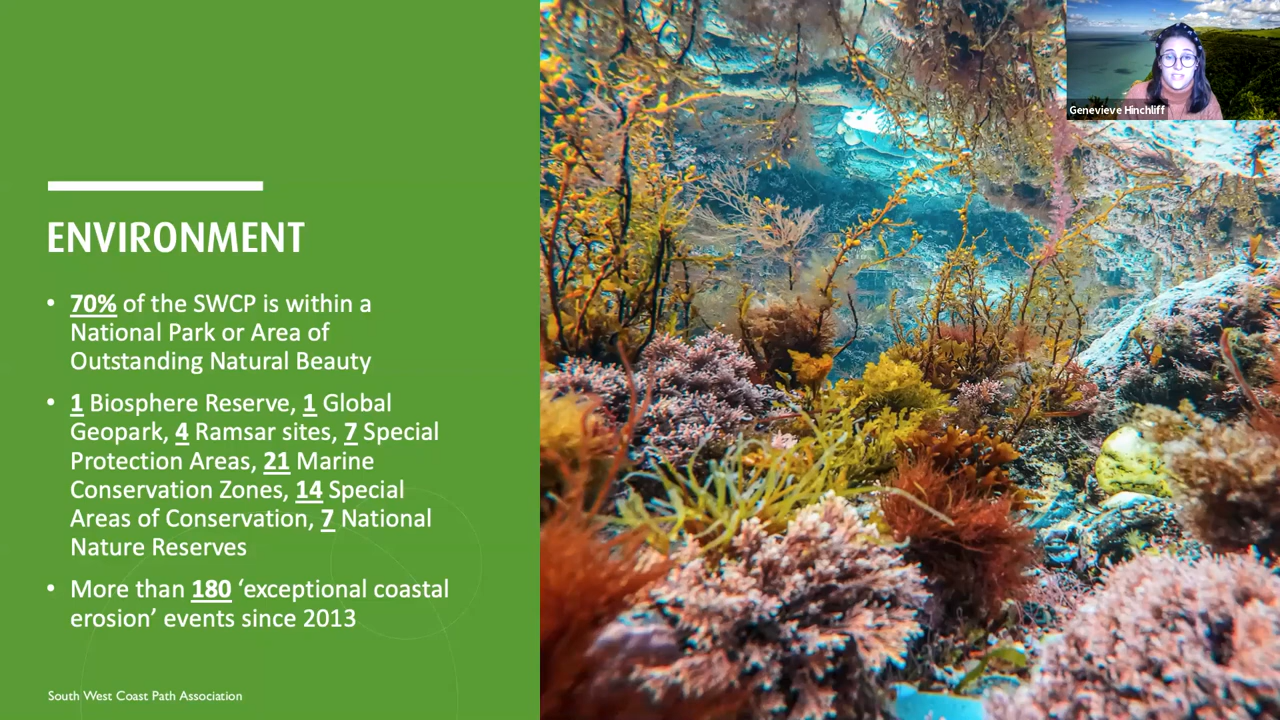 Genevieve Hinchliff
ENVIRONMENT
• 70% of the SWCP is within a
National Park or Area of
Outstanding Natural Beauty
• 1 Biosphere Reserve, 1 Global
Geopark, 4 Ramsar sites, 7 Special
Protection Areas, 21 Marine
Conservation Zones, 14 Special
Areas of Conservation, 7 National
Nature Reserves
• More than 180 ‘exceptional coastal
erosion’ events since 2013
South West Coast Path Association